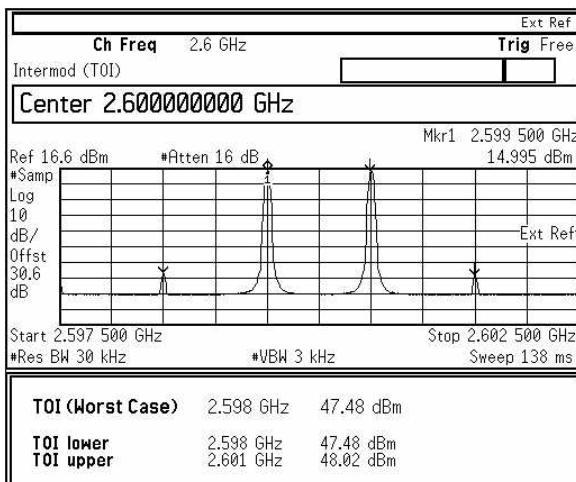 Ext Ref
Ch Freq 2.6 GHz Trig Free
Intermod (TOI)
Center 2.600000000 GHz
Mkr1 2.599 500 GHz
Ref 16.6 dBm #Atten 16 dB 14.995 dBm
#Samp
Log
10
dB/
Offst
30.6
dB
1
Ext Ref
Start 2.597 500 GHz Stop 2.602 500 GHz
#Res BW 30 kHz #VBW 3 kHz Sweep 138 ms
TOI (Worst Case) 2.598 GHz 47.48 dBm
TOI lower 2.598 GHz 47.48 dBm
TOI upper 2.601 GHz 48.02 dBm